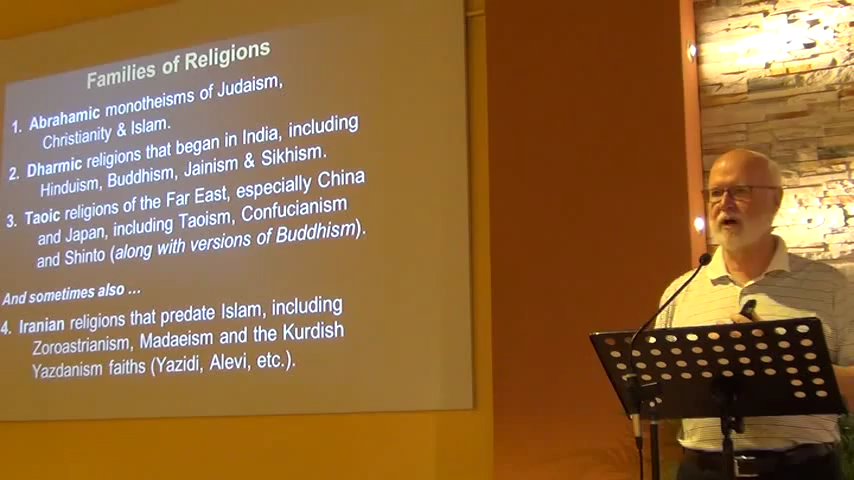 Families of Religions
1. Abrahamic monotheisms of Judaism,
Christianity & Islam.
2. Dharmic religions that began in India, including
Hinduism, Buddhism, Jainism & Sikhism.
3. Taoic religions of the Far East, especially China
and Japan, including Taoism, Confucianism
and Shinto (along with versions of Buddhism).
And sometimes also ...
4. Iranian religions that predate Islam, including
Zoroastrianism, Madaeism and the Kurdish
Yazdanism faiths (Yazidi, Alevi, etc.).